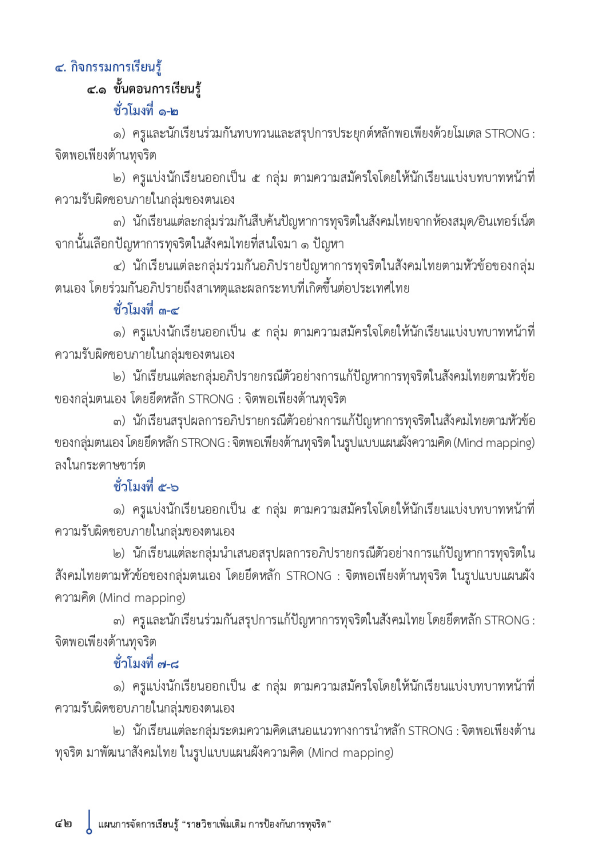 ๔. กิจกรรมการเรียนรู้
๔.๑ ขั้นตอนการเรียนรู้
ชั่วโมงที่ ๑-๒
๑) ครูและนักเรียนร่วมกันทบทวนและสรุปการประยุกต์หลักพอเพียงด้วยโมเดล STRONG :
จิตพอเพียงต้านทุจริต
๒) ครูแบ่งนักเรียนออกเป็น ๕ กลุ่ม ตามความสมัครใจโดยให้นักเรียนแบ่งบทบาทหน้าที่
ความรับผิดชอบภายในกลุ่มของตนเอง
๓) นักเรียนแต่ละกลุ่มร่วมกันสืบค้นปัญหาการทุจริตในสังคมไทยจากห้องสมุด/อินเทอร์เน็ต
จากนั้นเลือกปัญหาการทุจริตในสังคมไทยที่สนใจมา ๑ ปัญหา
๔) นักเรียนแต่ละกลุ่มร่วมกันอภิปรายปัญหาการทุจริตในสังคมไทยตามหัวข้อของกลุ่ม
ตนเอง โดยร่วมกันอภิปรายถึงสาเหตุและผลกระทบที่เกิดขึ้นต่อประเทศไทย
ชั่วโมงที่ ๓-๔
๑) ครูแบ่งนักเรียนออกเป็น ๕ กลุ่ม ตามความสมัครใจโดยให้นักเรียนแบ่งบทบาทหน้าที่
ความรับผิดชอบภายในกลุ่มของตนเอง
๒) นักเรียนแต่ละกลุ่มอภิปรายกรณีตัวอย่างการแก้ปัญหาการทุจริตในสังคมไทยตามหัวข้อ
ของกลุ่มตนเอง โดยยึดหลัก STRONG : จิตพอเพียงต้านทุจริต
๓) นักเรียนสรุปผลการอภิปรายกรณีตัวอย่างการแก้ปัญหาการทุจริตในสังคมไทยตามหัวข้อ
ของกลุ่มตนเอง โดยยึดหลัก STRONG : จิตพอเพียงต้านทุจริต ในรูปแบบแผนผังความคิด (Mind mapping)
ลงในกระดาษชาร์ต
ชั่วโมงที่ ๕-๖
๑) ครูแบ่งนักเรียนออกเป็น ๕ กลุ่ม ตามความสมัครใจโดยให้นักเรียนแบ่งบทบาทหน้าที่
ความรับผิดชอบภายในกลุ่มของตนเอง
๒) นักเรียนแต่ละกลุ่มนำเสนอสรุปผลการอภิปรายกรณีตัวอย่างการแก้ปัญหาการทุจริตใน
สังคมไทยตามหัวข้อของกลุ่มตนเอง โดยยึดหลัก STRONG : จิตพอเพียงต้านทุจริต ในรูปแบบแผนผัง
ความคิด (Mind mapping)
๓) ครูและนักเรียนร่วมกันสรุปการแก้ปัญหาการทุจริตในสังคมไทย โดยยึดหลัก STRONG :
จิตพอเพียงต้านทุจริต
ชั่วโมงที่ ๗-๘
๑) ครูแบ่งนักเรียนออกเป็น ๕ กลุ่ม ตามความสมัครใจโดยให้นักเรียนแบ่งบทบาทหน้าที่
ความรับผิดชอบภายในกลุ่มของตนเอง
๒) นักเรียนแต่ละกลุ่มระดมความคิดเสนอแนวทางการนำหลัก STRONG : จิตพอเพียงต้าน
ทุจริต มาพัฒนาสังคมไทย ในรูปแบบแผนผังความคิด (Mind mapping)
๔๒ แผนการจัดการเรียนรู้ “รายวิชาเพิ่มเติม การป้องกันการทุจริต”